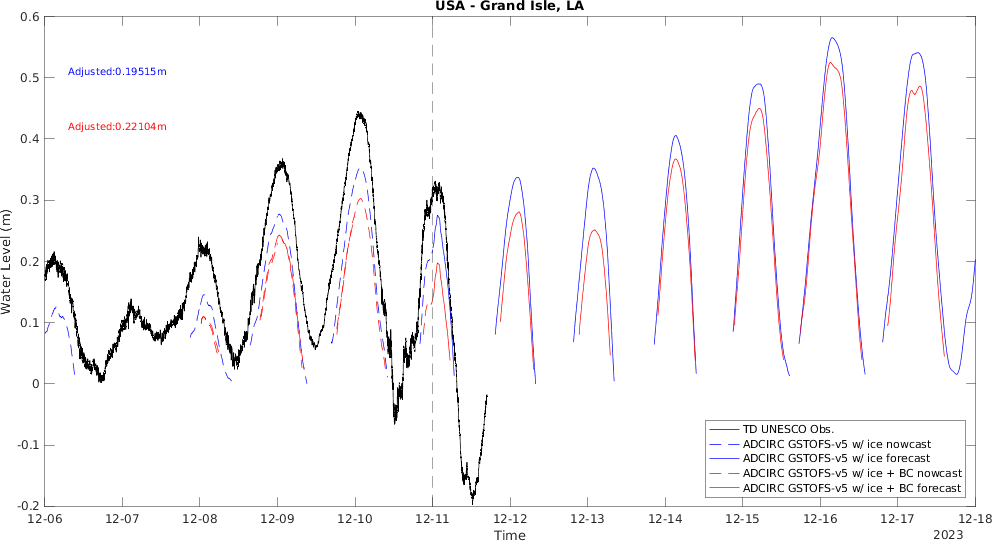 USA - Grand Isle, LA
0.6
0.5
0.4
0.3
0.2
0.1
0
-0.1
-0.2
Water Level (m)
Adjusted:0.19515m
Adjusted:0.22104m
TD UNESCO Obs.
ADCIRC GSTOFS-v5 w/ ice nowcast
ADCIRC GSTOFS-v5 w/ ice forecast
ADCIRC GSTOFS-v5 w/ ice + BC nowcast
ADCIRC GSTOFS-v5 w/ ice + BC forecast
12-06 12-07 12-08 12-09 12-10 12-11 12-12 12-13 12-14 12-15 12-16 12-17 12-18
Time
2023